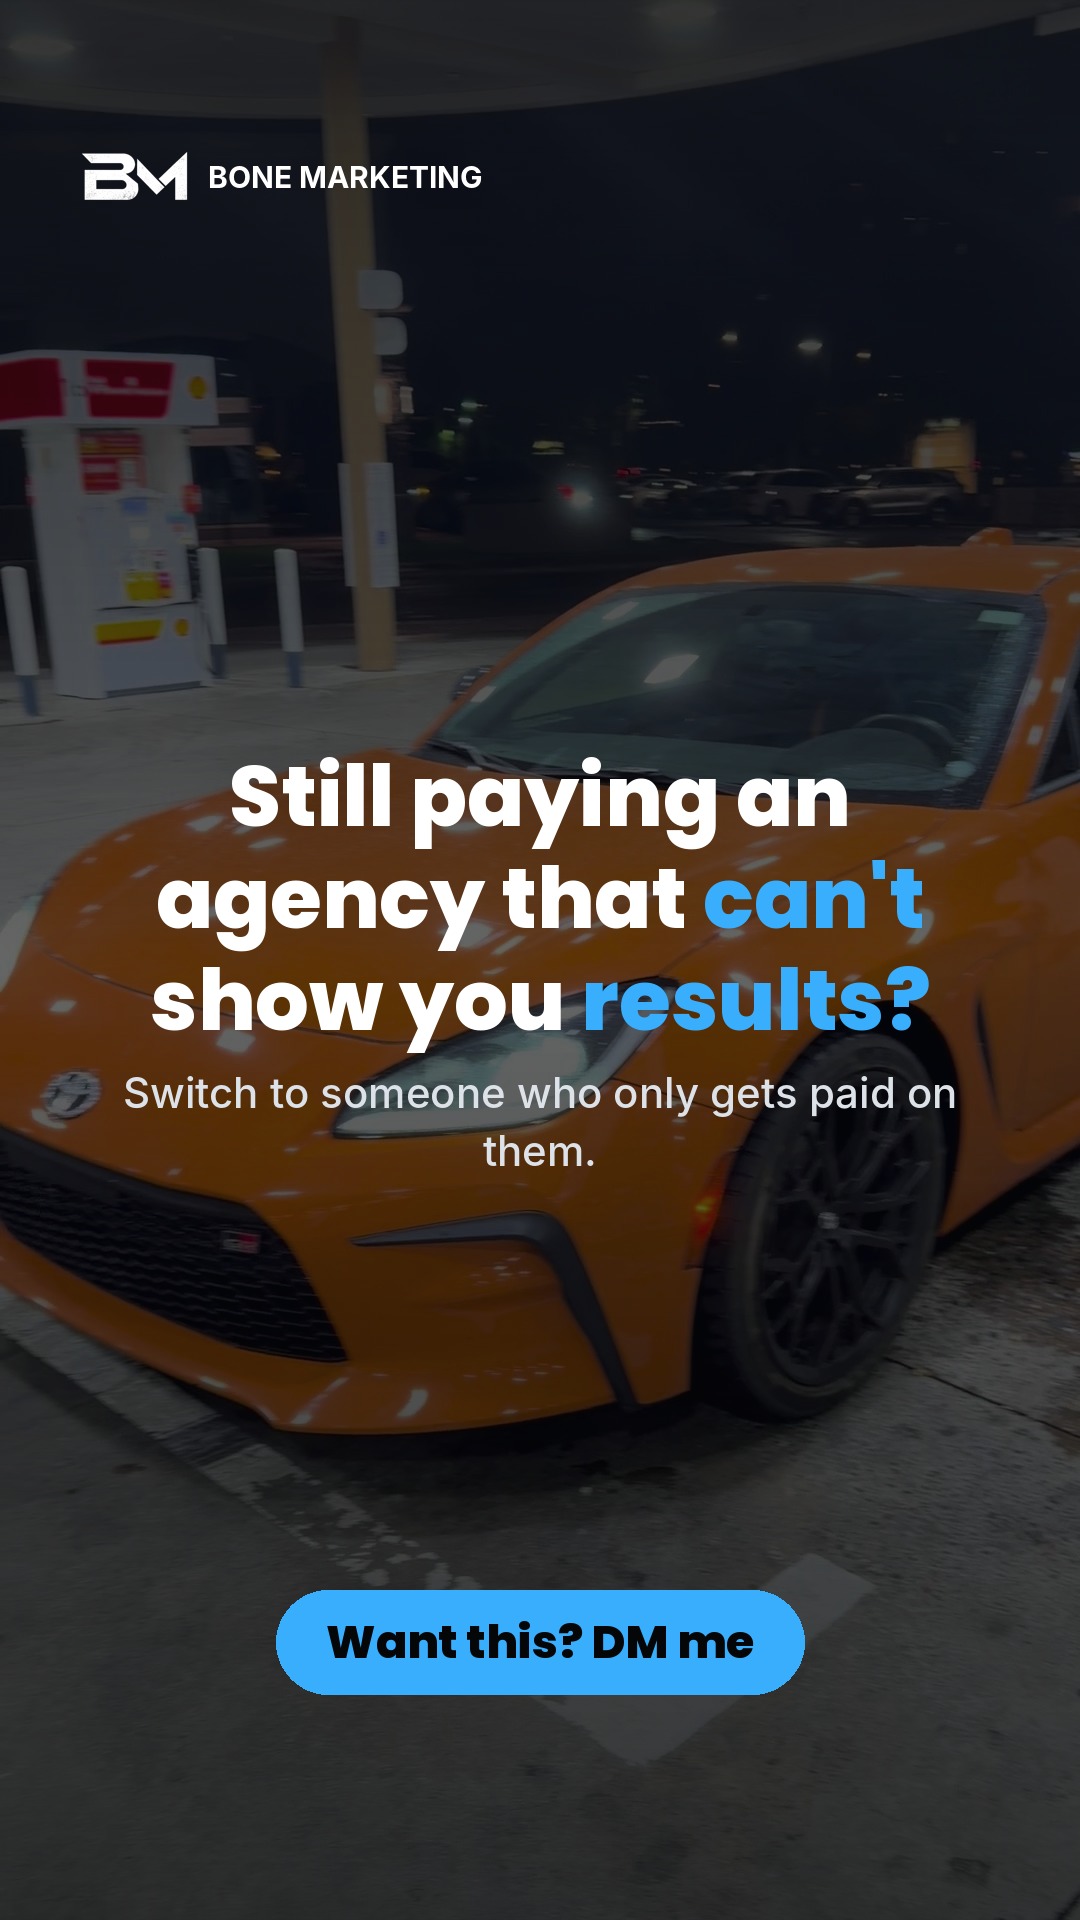 BM BONE MARKETING
Still paying an
agency that can't
show you results?
Switch to someone who only gets paid on
them.
Want this? DM me